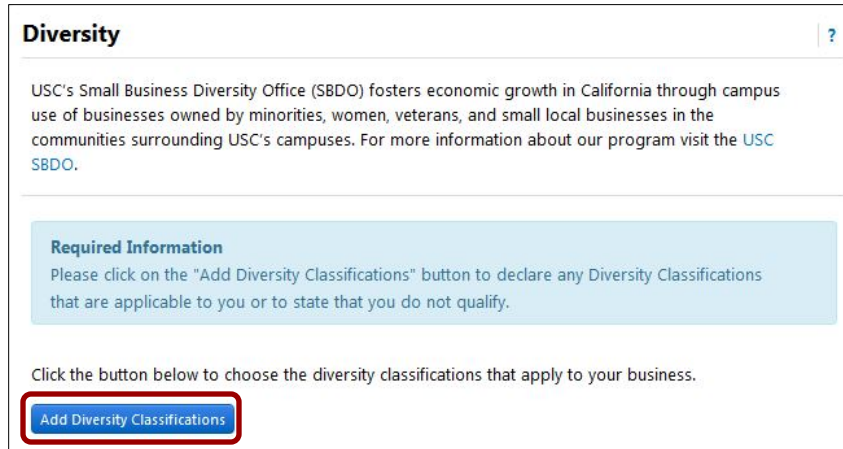 Diversity
?
USC's Small Business Diversity Office (SBDO) fosters economic growth in California through campus
use of businesses owned by minorities, women, veterans, and small local businesses in the
communities surrounding USC's campuses. For more information about our program visit the USC
SBDO.
Required Information
Please click on the "Add Diversity Classifications" button to declare any Diversity Classifications
that are applicable to you or to state that you do not qualify.
Click the button below to choose the diversity classifications that apply to your business.
Add Diversity Classifications